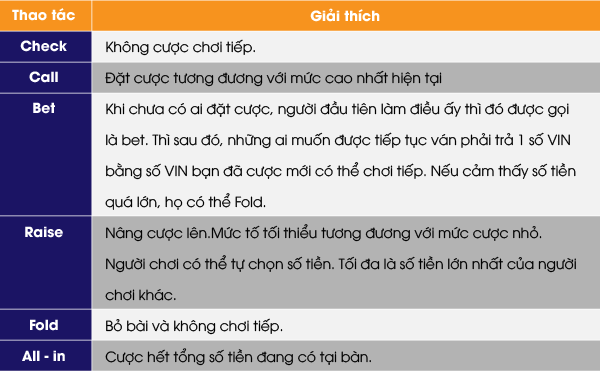 Thao tác Giải thích
Check Không cược chơi tiếp.
Call Đặt cược tương đương với mức cao nhất hiện tại
Bet Khi chưa có ai đặt cược, người đầu tiên làm điều ấy thì đó được gọi
là bet. Thì sau đó, những ai muốn được tiếp tục ván phải trả 1 số VIN
bằng số VIN bạn đã cược mới có thể chơi tiếp. Nếu cảm thấy số tiền
quá lớn, họ có thể Fold.
Raise Nâng cược lên.Mức tố tối thiểu tương đương với mức cược nhỏ.
Người chơi có thể tự chọn số tiền. Tối đa là số tiền lớn nhất của người
chơi khác.
Fold Bỏ bài và không chơi tiếp.
All - in Cược hết tổng số tiền đang có tại bàn.